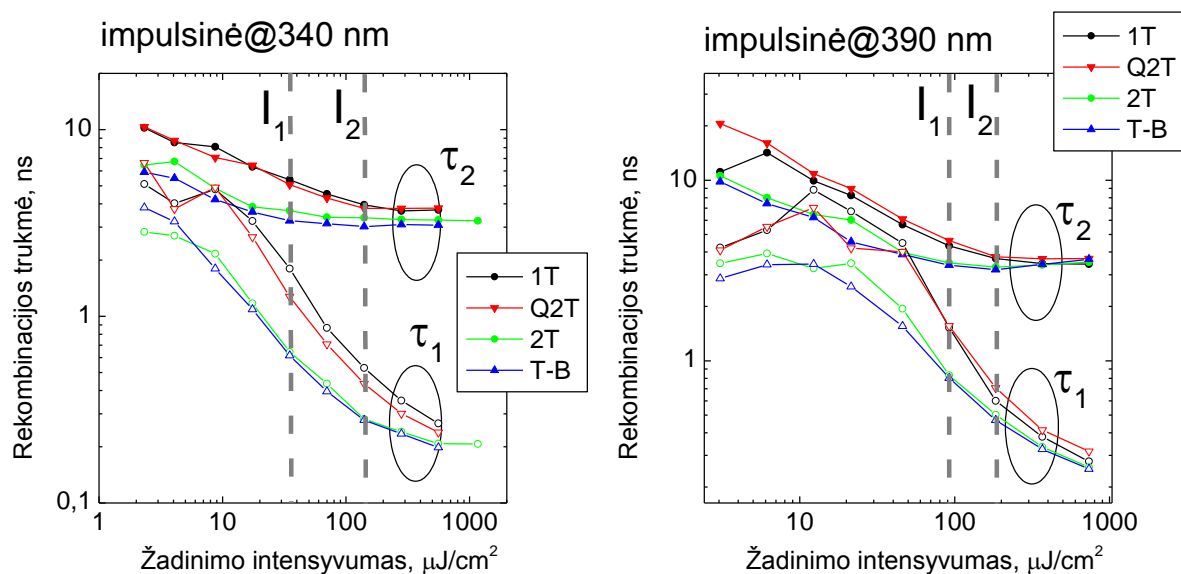 impulsinė@340 nm
I₁
I₂
τ₂
τ₁
10
1
0,1
1
10
100
1000
Rekombinacijos trukmė, ns
Žadinimo intensyvumas, μJ/cm²
1T
Q2T
2T
T-B
impulsinė@390 nm
1T
Q2T
2T
T-B
I₁
I₂
τ₂
τ₁
10
1
10
100
1000
Rekombinacijos trukmė, ns
Žadinimo intensyvumas, μJ/cm²